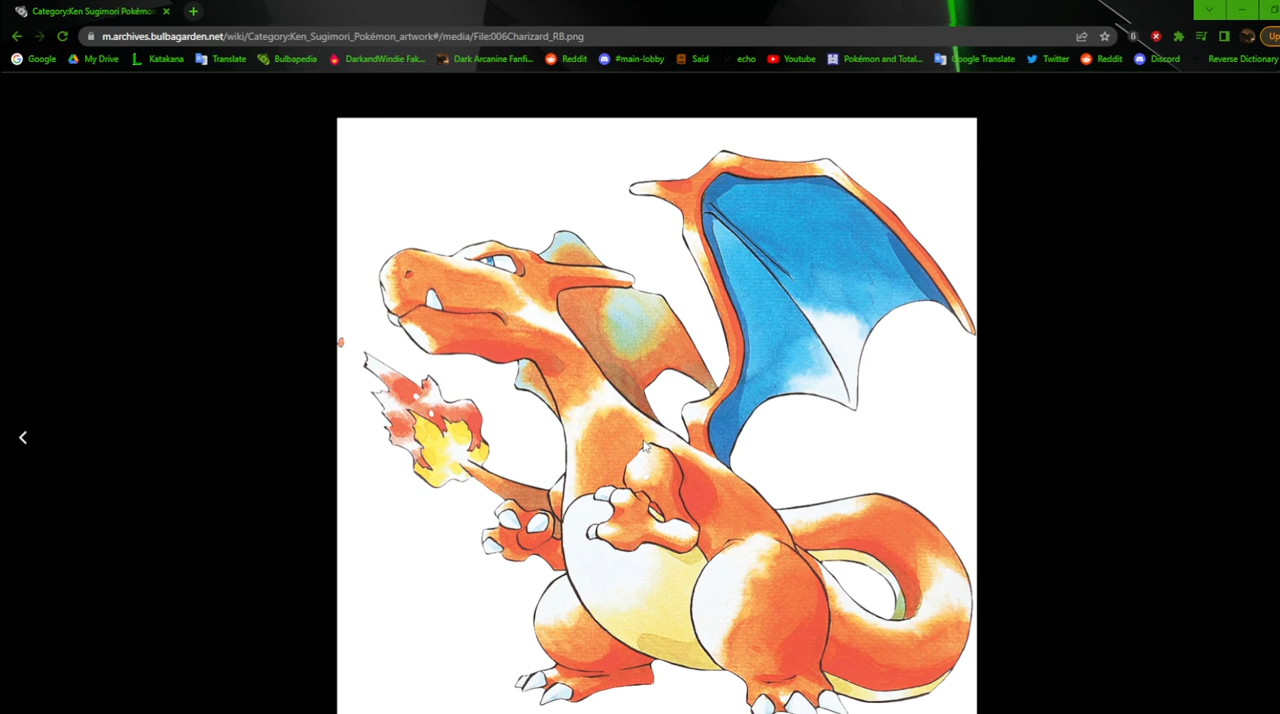 Category:Ken Sugimori Pokémon
m.archives.bulbagarden.net/wiki/Category:Ken_Sugimori_Pokémon_artwork#/media/File:006Charizard_RB.png
Up
Google My Drive Katakana Translate Bulbapedia DarkandWindie Fak... Dark Arcanine Fanfi... Reddit #main-lobby Said echo Youtube Pokémon and Total... Google Translate Twitter Reddit Discord Reverse Dictionary